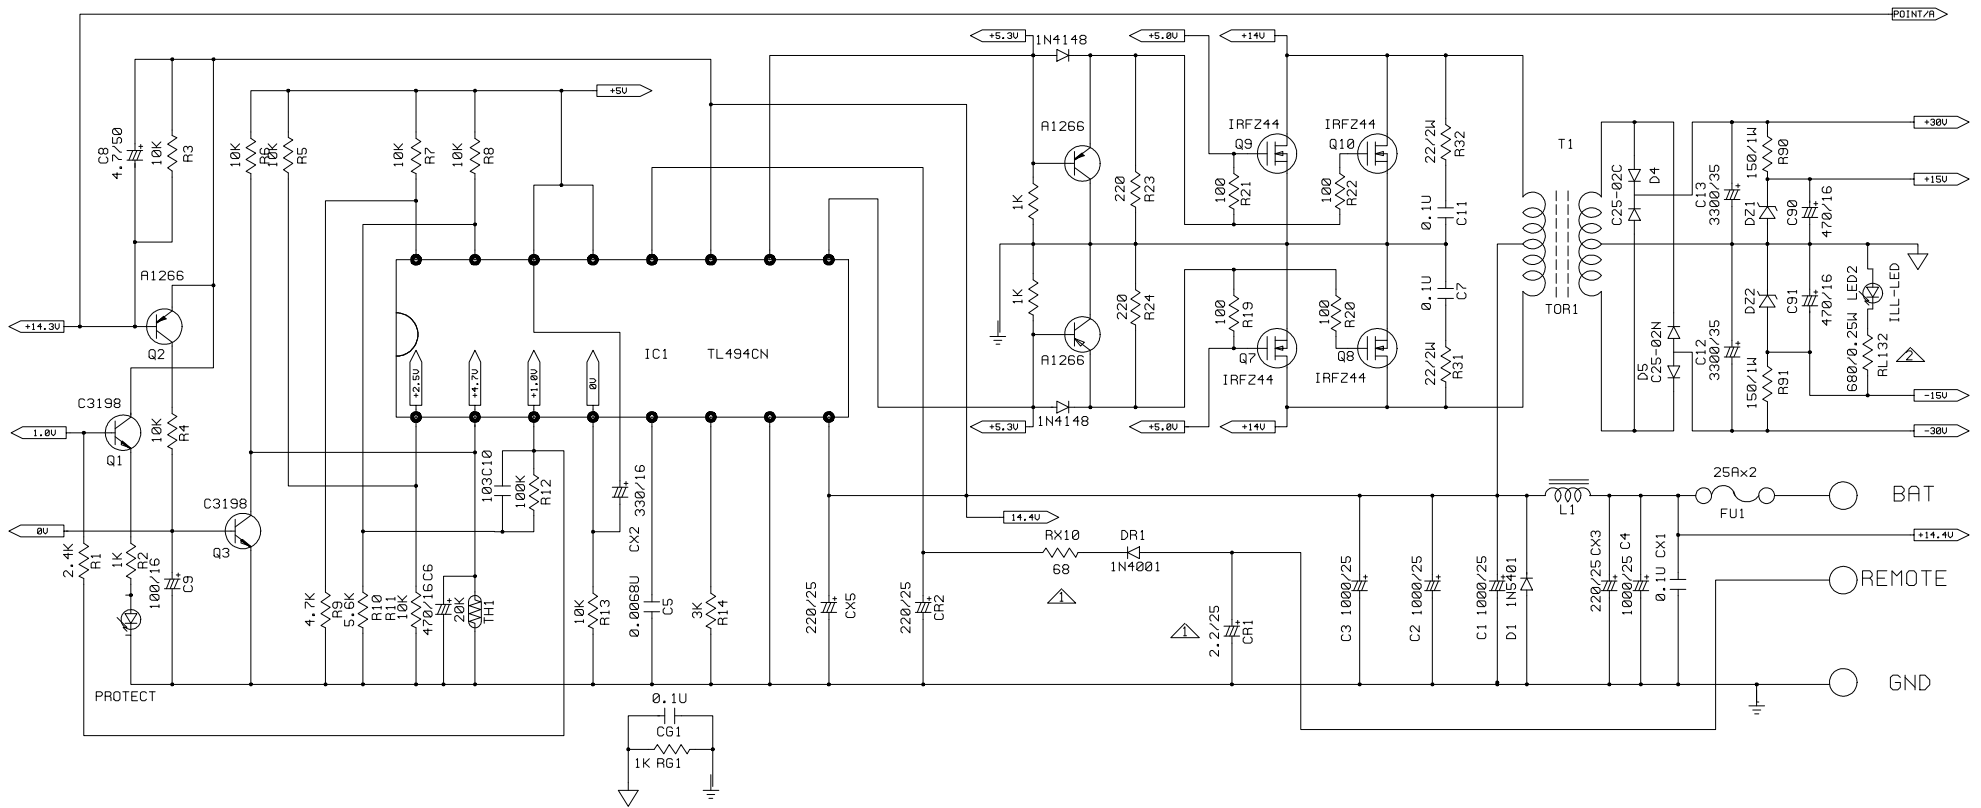 POINT/A
+5.3V
1N4148
+5.0V
+14V
+5V
C8
4.7/50
10K
R3
10K
R6
10K
R5
10K
R7
10K
R8
A1266
IRFZ44
Q9
IRFZ44
Q10
22/2W
R32
T1
+30V
+15V
C25-02C
D4
C13
3300/35
150/1W
R90
DZ1
C90
470/16
1K
220
R23
100
R21
100
R22
0.1U
C11
A1266
+14.3V
Q2
IC1
TL494CN
+2.5V
+4.7V
+1.0V
0V
1K
220
R24
A1266
100
R19
100
R20
Q7
IRFZ44
Q8
IRFZ44
0.1U
C7
22/2W
R31
TOR1
D5
C25-02N
C12
3300/35
DZ2
150/1W
R91
C91
470/16
LED2
ILL-LED
680/0.25W
RL132
2
-15V
-30V
+5.3V
1N4148
+5.0V
+14V
C3198
1.0V
Q1
10K
R4
C3198
0V
Q3
2.4K
R1
1K
R2
100/16
C9
PROTECT
103
C10
100K
R12
CX2
330/16
4.7K
R9
5.6K
R10
R11
10K
470/16
C6
20K
TH1
10K
R13
0.0068U
C5
3K
R14
220/25
CX5
220/25
CR2
14.4V
RX10
68
1
DR1
1N4001
1
2.2/25
CR1
C3
1000/25
C2
1000/25
C1
1000/25
D1
1N5401
L1
220/25
CX3
1000/25
C4
0.1U
CX1
25A×2
FU1
BAT
+14.4V
REMOTE
GND
0.1U
CG1
1K
RG1